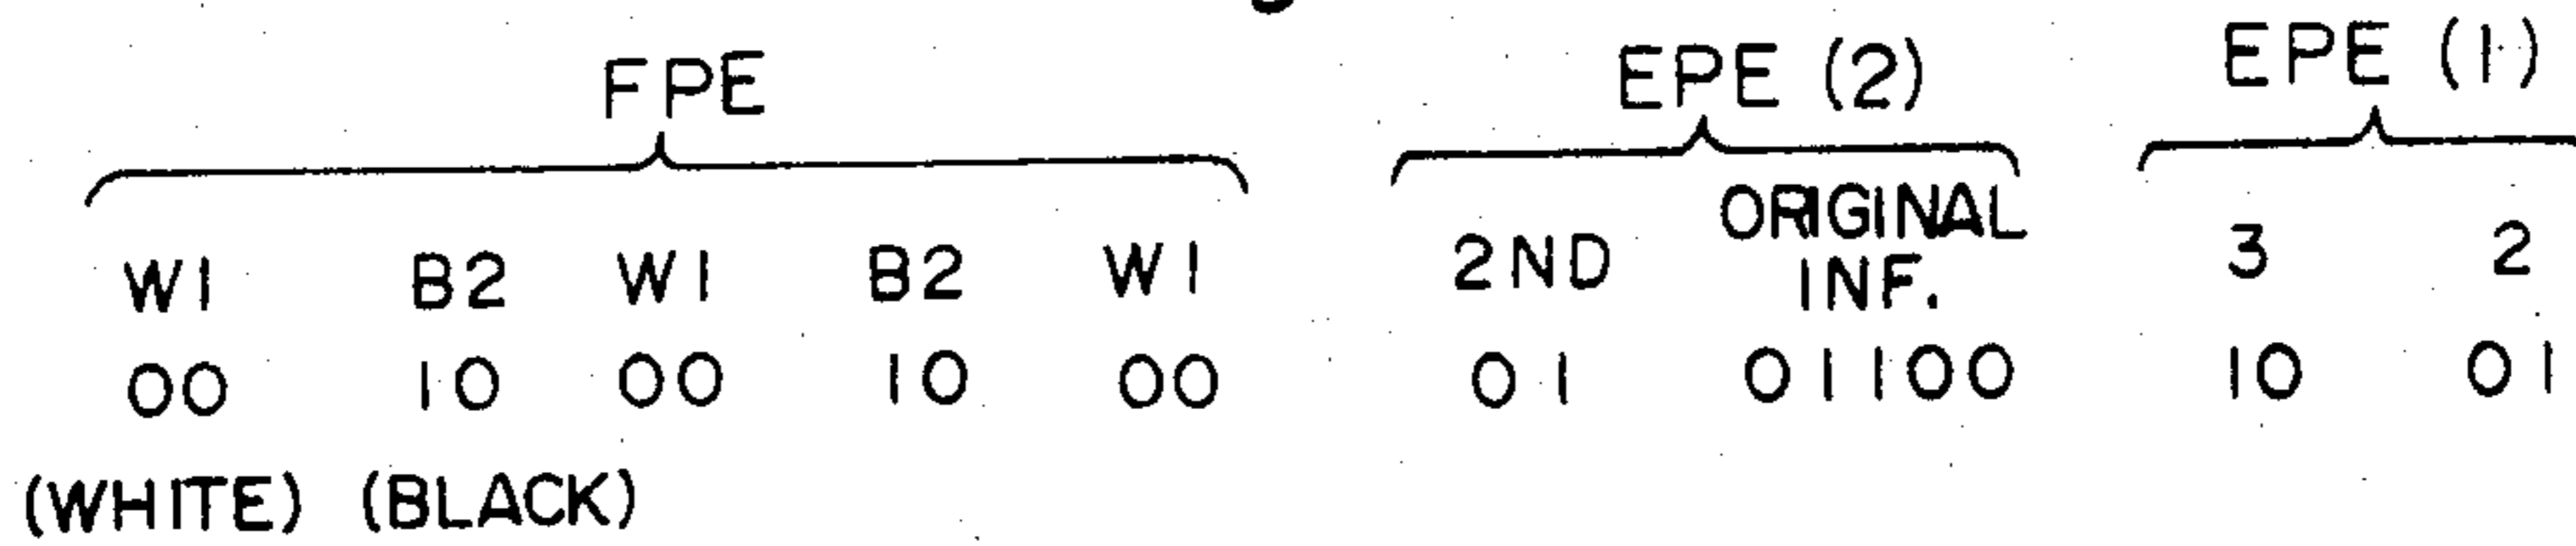 FPE EPE (2) EPE (1)
W1 B2 W1 B2 W1 2ND ORIGINAL INF. 3 2
00 10 00 10 00 01 01100 10 01
(WHITE) (BLACK)